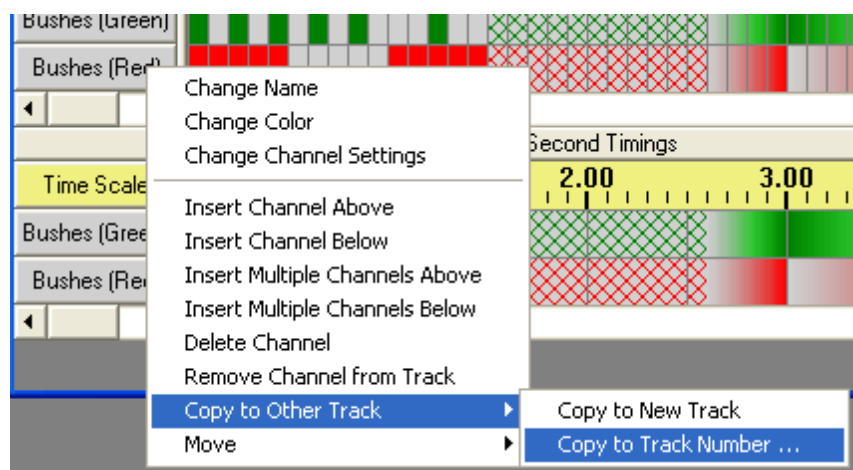 Bushes (Green)
Bushes (Red)
Change Name
Change Color
Change Channel Settings
Second Timings
Time Scale
2.00 3.00
Insert Channel Above
Bushes (Gree
Insert Channel Below
Bushes (Re
Insert Multiple Channels Above
Insert Multiple Channels Below
Delete Channel
Remove Channel from Track
Copy to Other Track
Copy to New Track
Move
Copy to Track Number ...